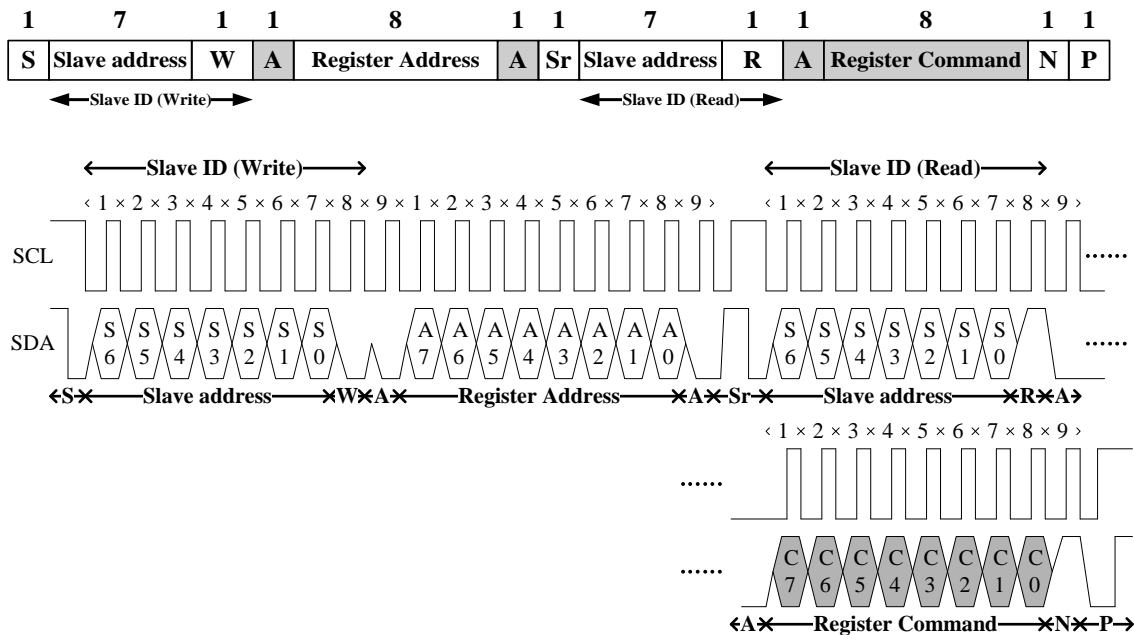 1 7 1 1 8 1 1 7 1 1 8 1 1
S Slave address W A Register Address A Sr Slave address R A Register Command N P
Slave ID (Write) Slave ID (Read)
Slave ID (Write) Slave ID (Read)
1 2 3 4 5 6 7 8 9 1 2 3 4 5 6 7 8 9 1 2 3 4 5 6 7 8 9
SCL ......
SDA S6 S5 S4 S3 S2 S1 S0 A7 A6 A5 A4 A3 A2 A1 A0 S6 S5 S4 S3 S2 S1 S0 ......
S Slave address W A Register Address A Sr Slave address R A
1 2 3 4 5 6 7 8 9
......
...... C7 C6 C5 C4 C3 C2 C1 C0
A Register Command N P